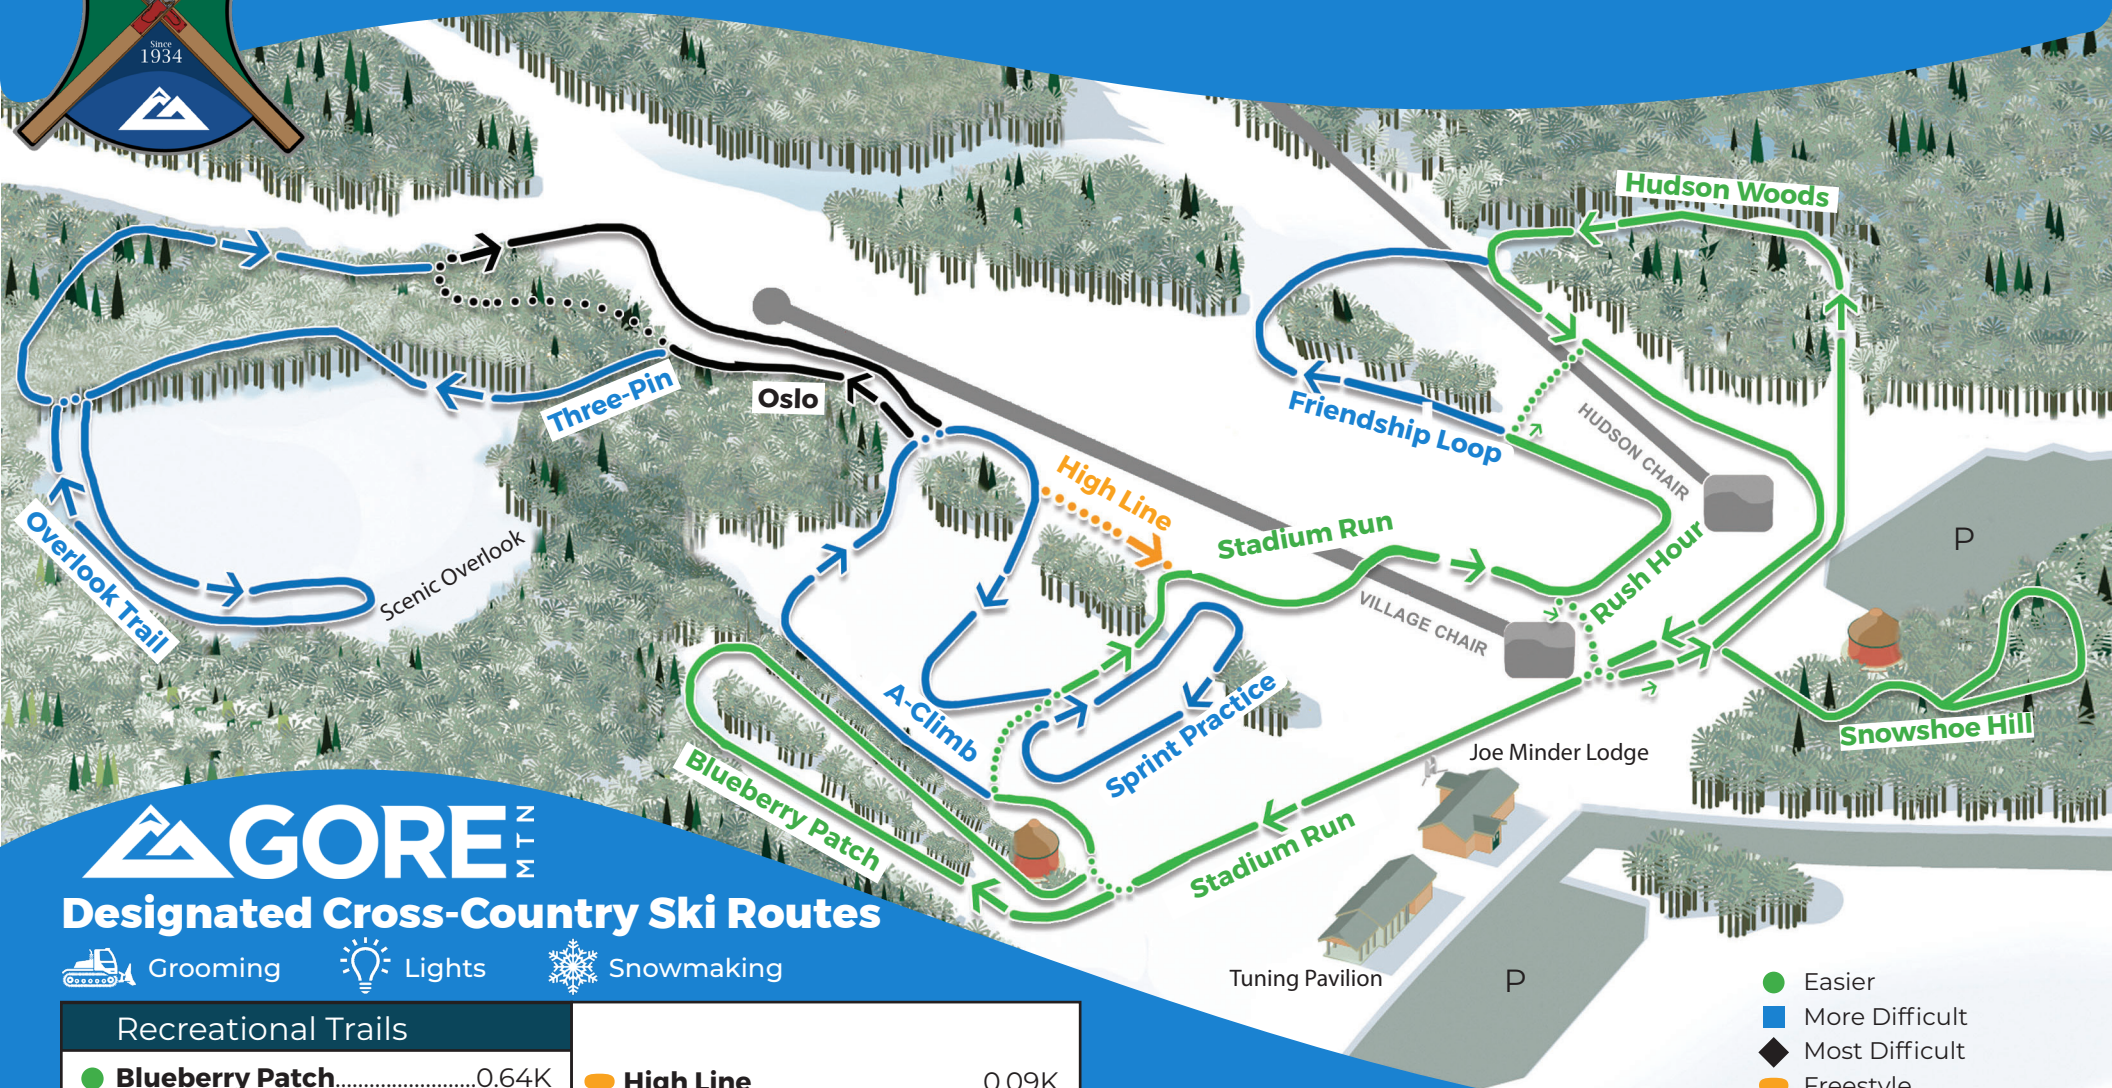 Since
1934
Hudson Woods
Three-Pin
Oslo
Friendship Loop
HUDSON CHAIR
High Line
Stadium Run
Rush Hour
VILLAGE CHAIR
Overlook Trail
Scenic Overlook
A-Climb
Sprint Practice
Snowshoe Hill
Blueberry Patch
Joe Minder Lodge
Stadium Run
Tuning Pavilion
P
P
GORE MTN
Designated Cross-Country Ski Routes
Grooming Lights Snowmaking
Recreational Trails
Blueberry Patch........................0.64K
High Line 0.09K
Easier
More Difficult
Most Difficult
Freestyle